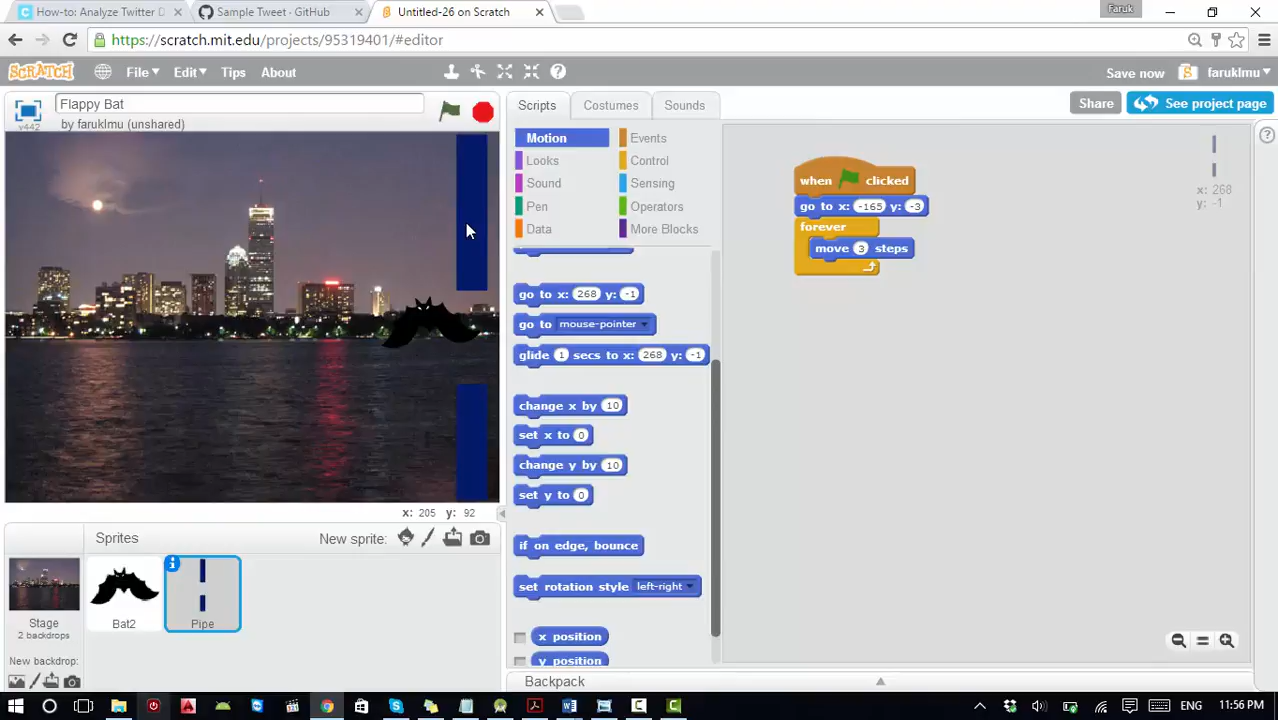 How-to: Analyze Twitter D
Sample Tweet · GitHub
Untitled-26 on Scratch
Faruk
https://scratch.mit.edu/projects/95319401/#editor
SCRATCH
File
Edit
Tips
About
Save now
faruklmu
Flappy Bat
by faruklmu (unshared)
v442
Scripts
Costumes
Sounds
Share
See project page
Motion
Events
Looks
Control
Sound
Sensing
Pen
Operators
Data
More Blocks
go to x: 268 y: -1
go to mouse-pointer
glide 1 secs to x: 268 y: -1
change x by 10
set x to 0
change y by 10
set y to 0
if on edge, bounce
set rotation style left-right
x position
y position
when clicked
go to x: -165 y: -3
forever
move 3 steps
x: 268
y: -1
x: 205 y: 92
Sprites
New sprite:
Stage
2 backdrops
New backdrop:
Bat2
Pipe
Backpack
ENG
11:56 PM